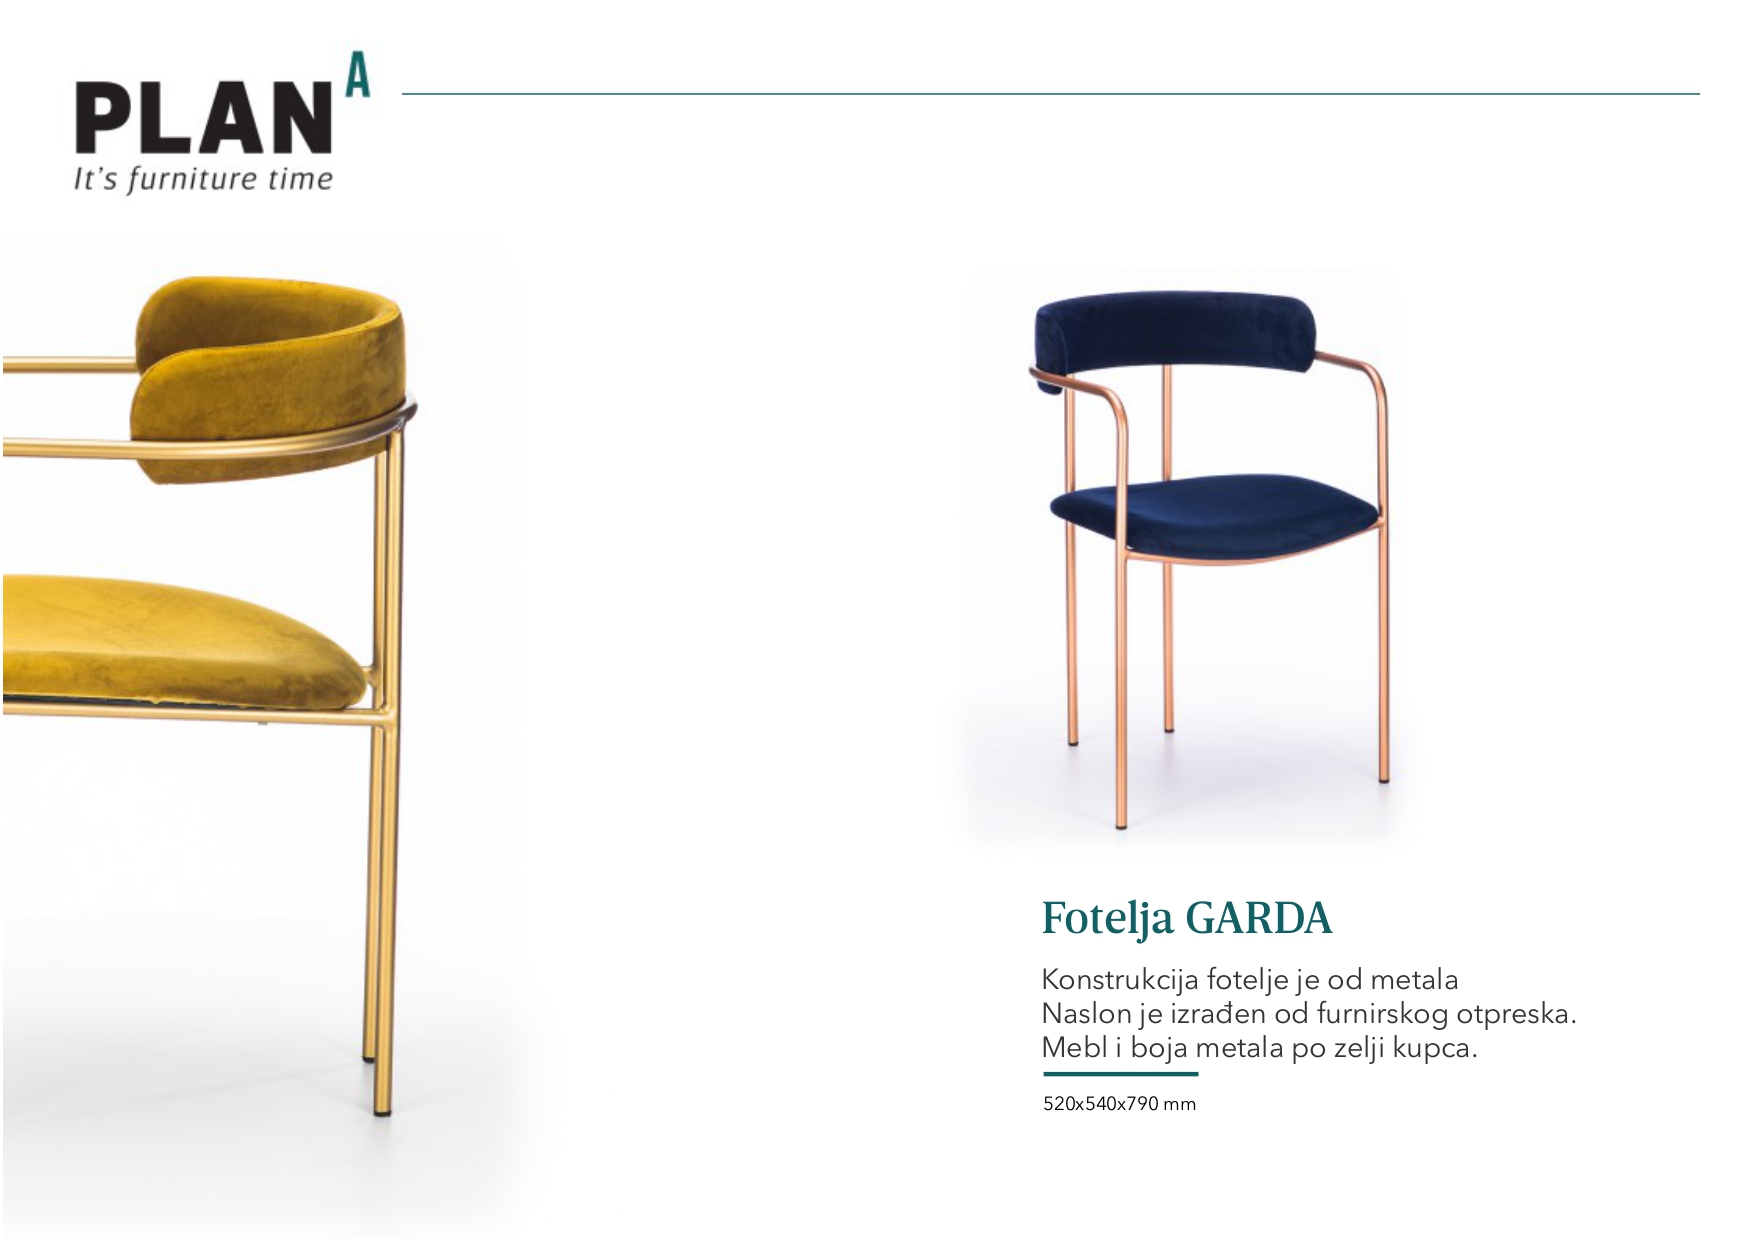 PLAN A
It's furniture time
Fotelja GARDA
Konstrukcija fotelje je od metala
Naslon je izrađen od furnirskog otpreska.
Mebl i boja metala po zelji kupca.
520x540x790 mm